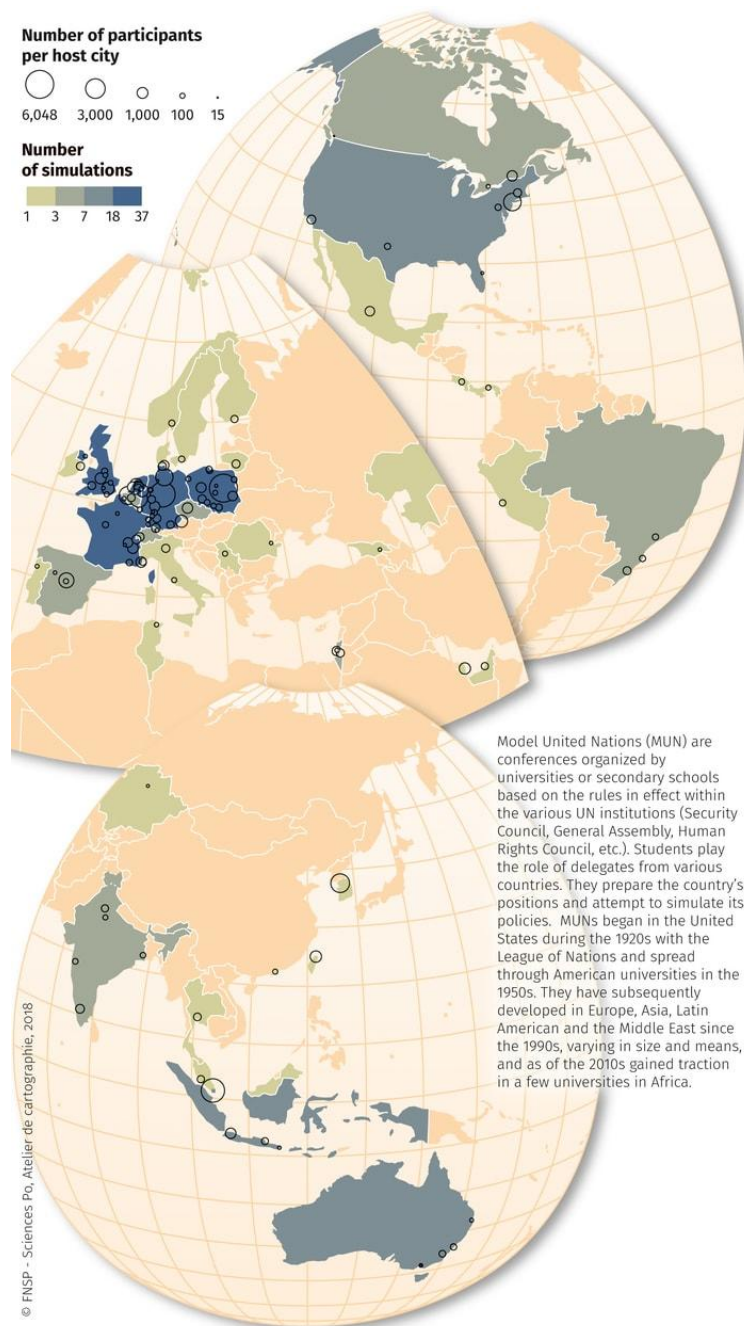 Number of participants
per host city
6,048 3,000 1,000 100 15
Number
of simulations
1 3 7 18 37
Model United Nations (MUN) are
conferences organized by
universities or secondary schools
based on the rules in effect within
the various UN institutions (Security
Council, General Assembly, Human
Rights Council, etc.). Students play
the role of delegates from various
countries. They prepare the country's
positions and attempt to simulate its
policies. MUNs began in the United
States during the 1920s with the
League of Nations and spread
through American universities in the
1950s. They have subsequently
developed in Europe, Asia, Latin
American and the Middle East since
the 1990s, varying in size and means,
and as of the 2010s gained traction
in a few universities in Africa.
© FNSP - Sciences Po, Atelier de cartographie, 2018